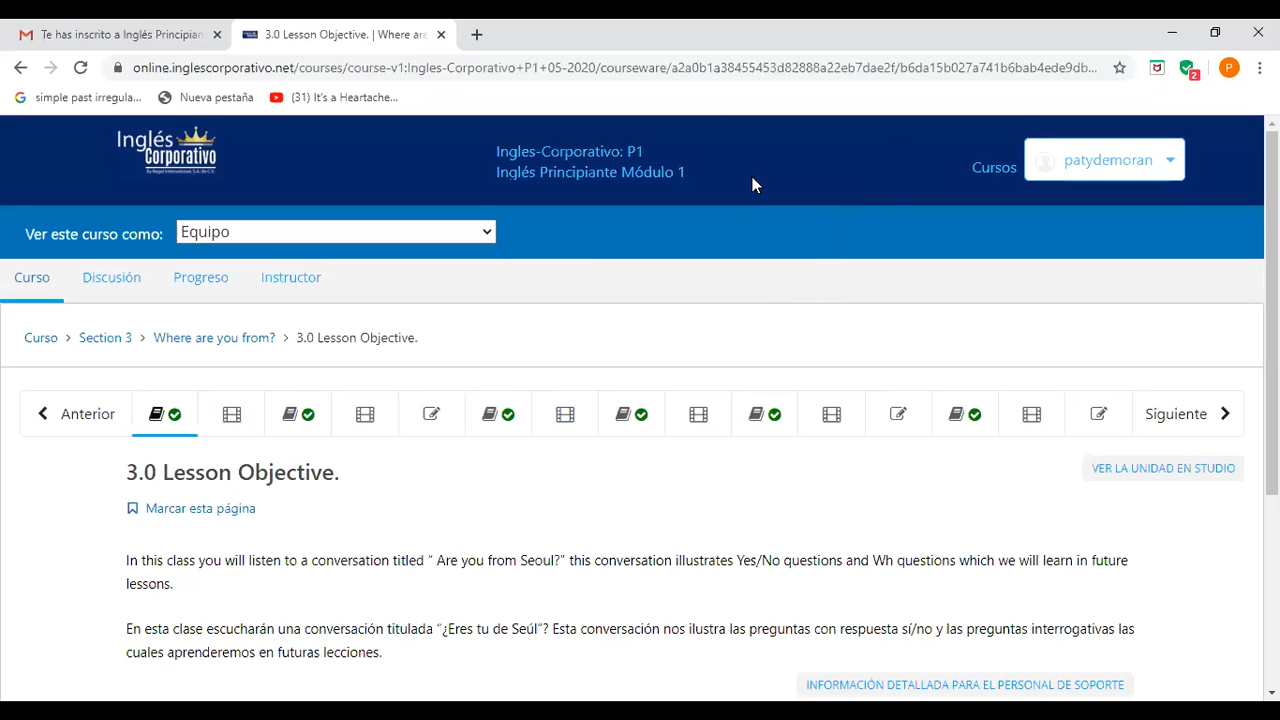 Te has inscrito a Inglés Principian
3.0 Lesson Objective. | Where are
online.inglescorporativo.net/courses/course-v1:Ingles-Corporativo+P1+05-2020/courseware/a2a0b1a38455453d82888a22eb7dae2f/b6da15b027a741b6bab4ede9db...
2
P
simple past irregula...
Nueva pestaña
(31) It's a Heartache...
Inglés
Corporativo
By Regal International, S.A. de C.V.
Ingles-Corporativo: P1
Inglés Principiante Módulo 1
Cursos
patydemoran
Ver este curso como:
Equipo
Curso
Discusión
Progreso
Instructor
Curso > Section 3 > Where are you from? > 3.0 Lesson Objective.
Anterior
Siguiente
3.0 Lesson Objective.
VER LA UNIDAD EN STUDIO
Marcar esta página
In this class you will listen to a conversation titled “ Are you from Seoul?” this conversation illustrates Yes/No questions and Wh questions which we will learn in future
lessons.
En esta clase escucharán una conversación titulada “¿Eres tu de Seúl”? Esta conversación nos ilustra las preguntas con respuesta sí/no y las preguntas interrogativas las
cuales aprenderemos en futuras lecciones.
INFORMACIÓN DETALLADA PARA EL PERSONAL DE SOPORTE